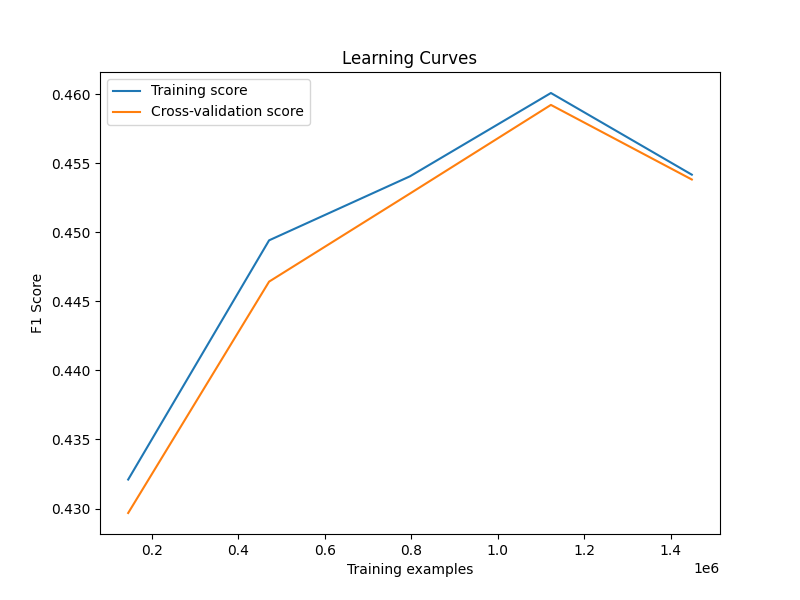 Learning Curves
Training score
Cross-validation score
0.460
0.455
0.450
0.445
0.440
0.435
0.430
F1 Score
0.2 0.4 0.6 0.8 1.0 1.2 1.4
1e6
Training examples